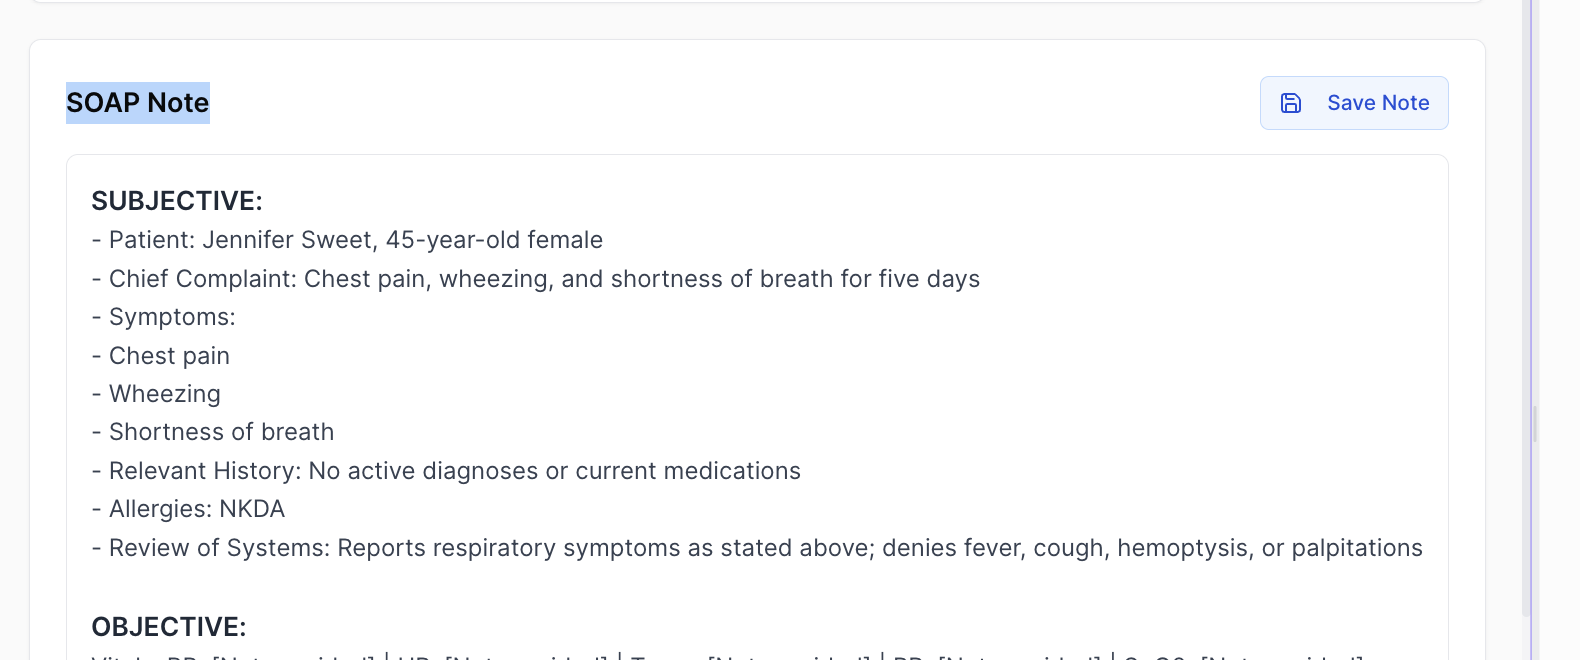 SOAP Note
Save Note
SUBJECTIVE:
- Patient: Jennifer Sweet, 45-year-old female
- Chief Complaint: Chest pain, wheezing, and shortness of breath for five days
- Symptoms:
- Chest pain
- Wheezing
- Shortness of breath
- Relevant History: No active diagnoses or current medications
- Allergies: NKDA
- Review of Systems: Reports respiratory symptoms as stated above; denies fever, cough, hemoptysis, or palpitations
OBJECTIVE: